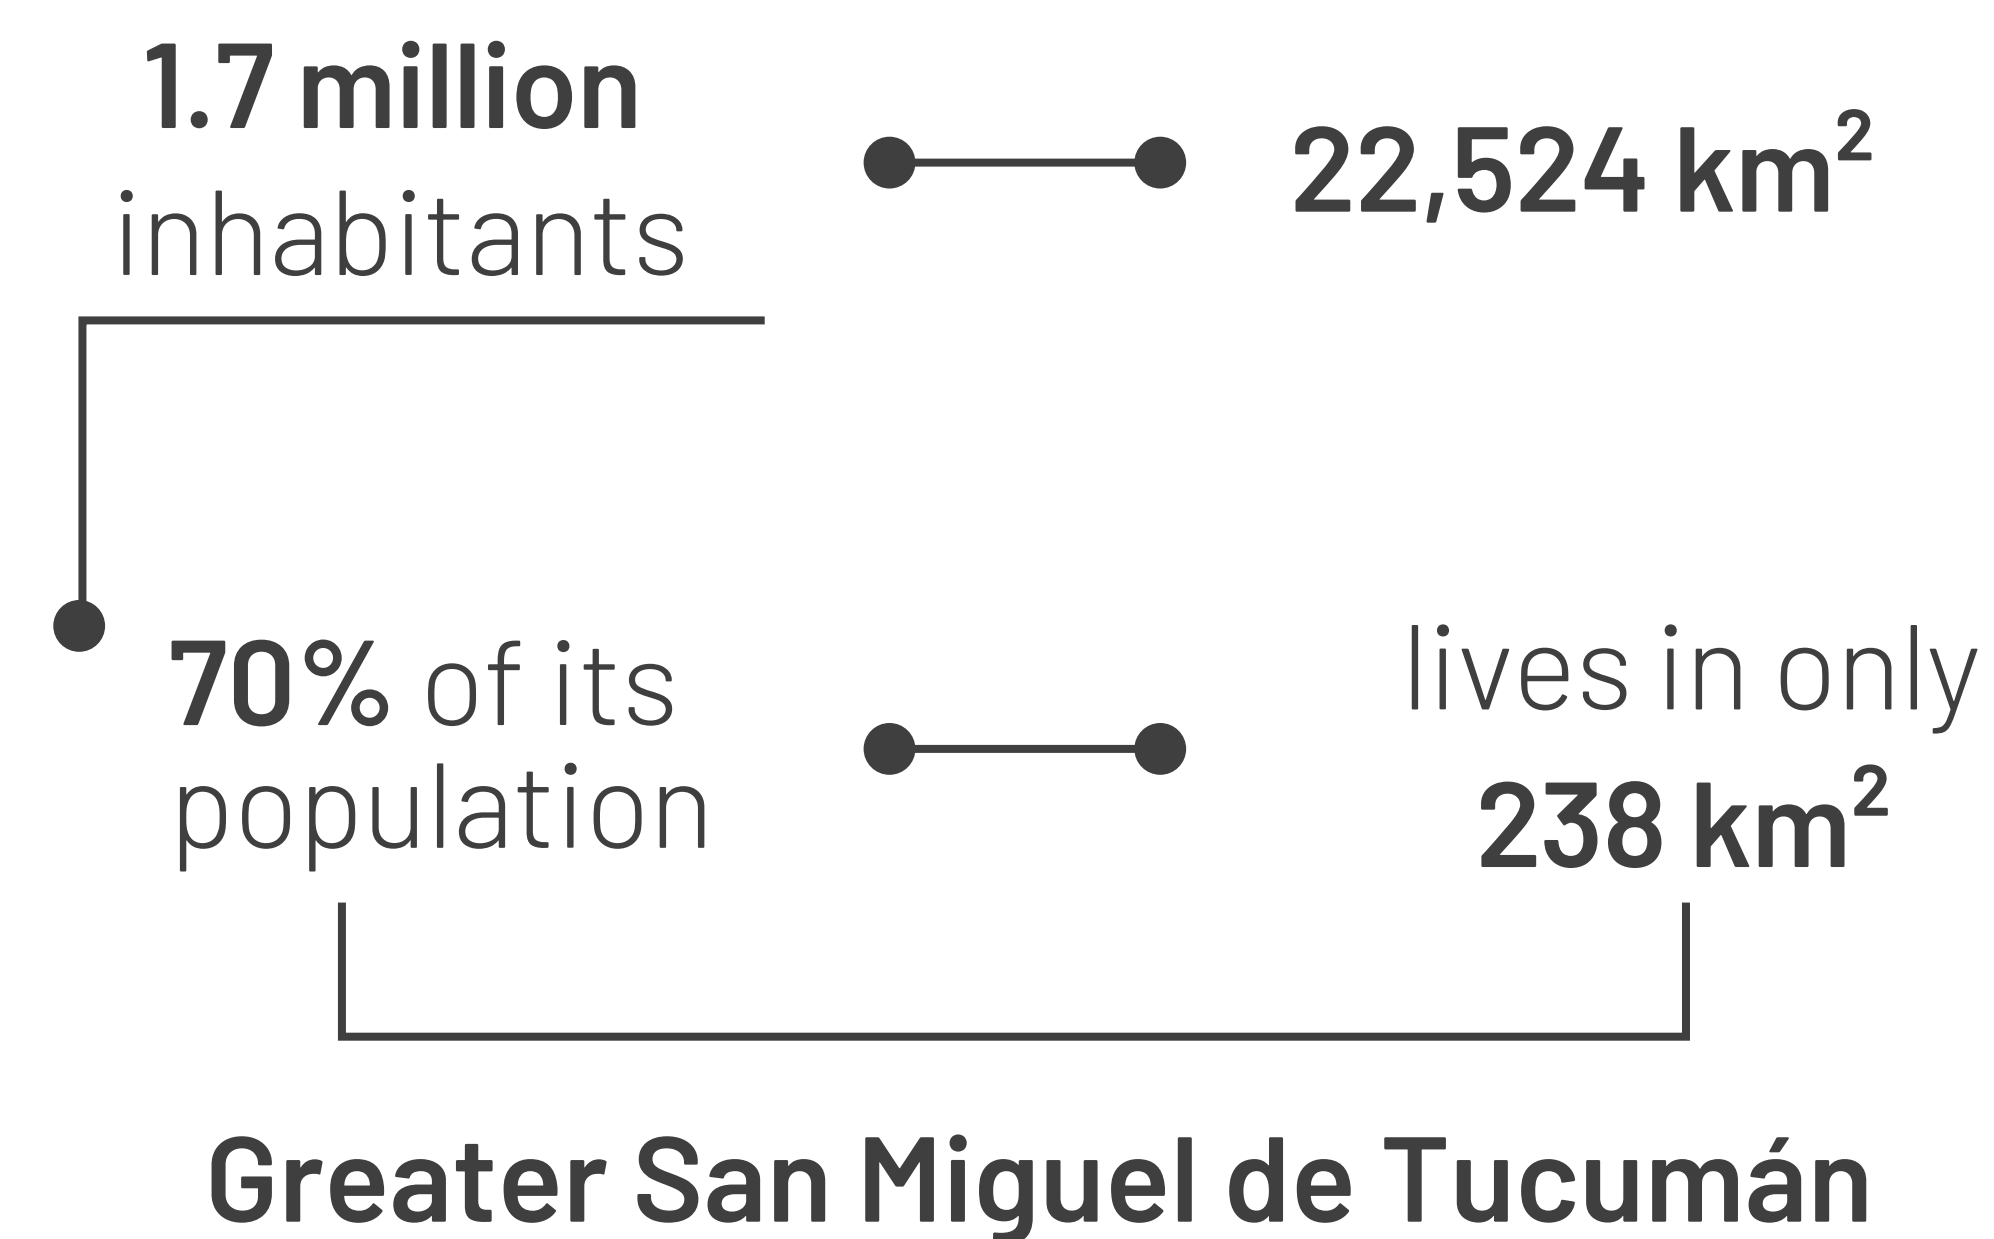 1.7 million
inhabitants
22,524 km²
70% of its
population
lives in only
238 km²
Greater San Miguel de Tucumán